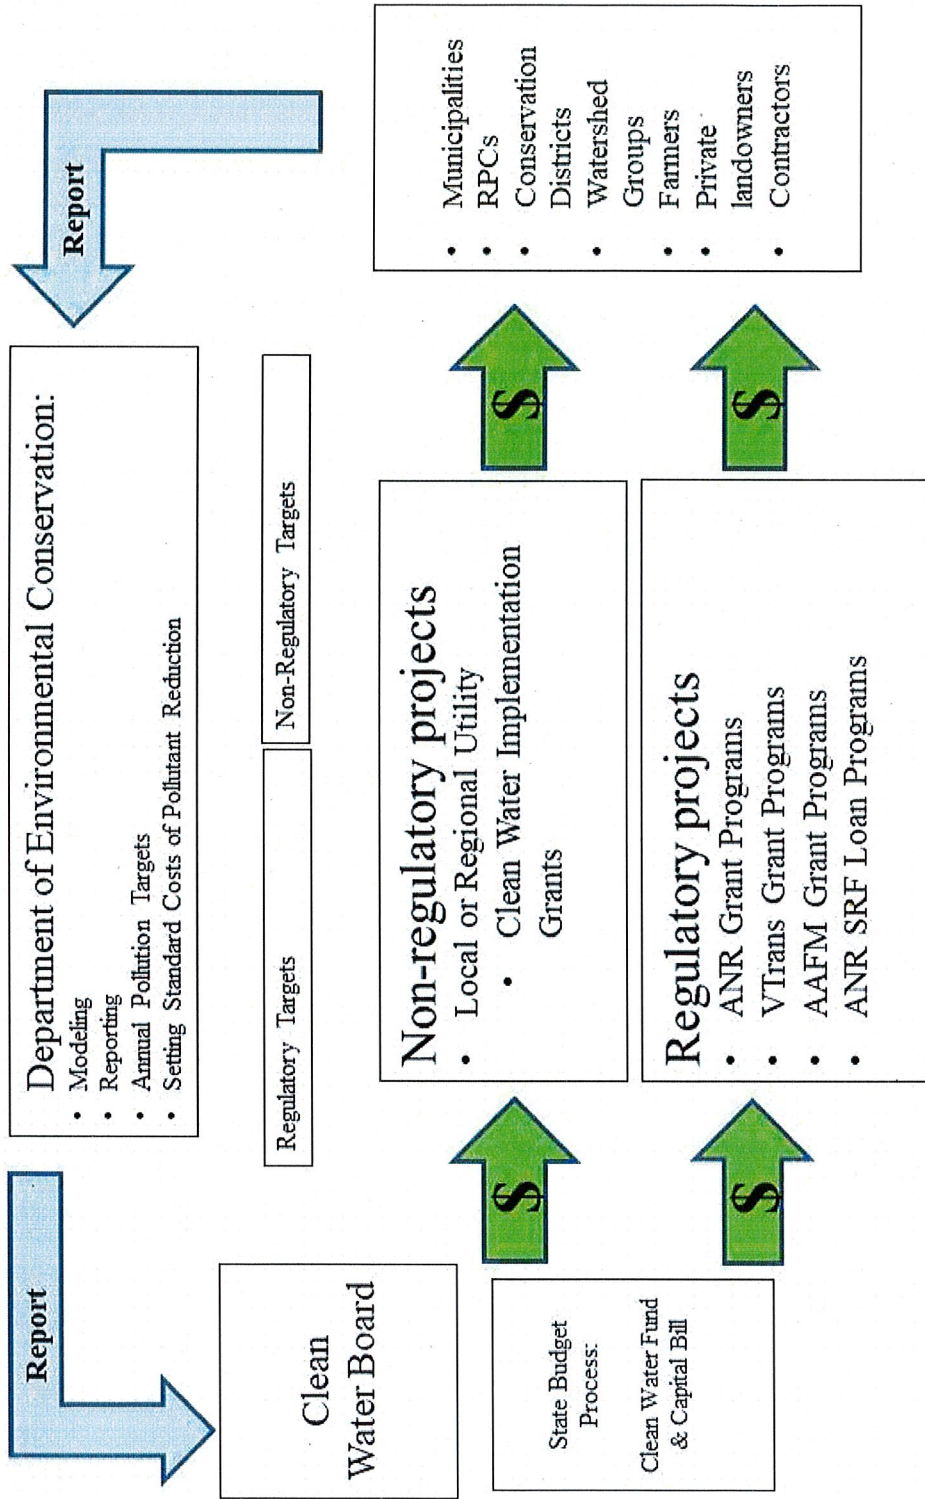 Report
Report
Department of Environmental Conservation:
• Modeling
• Reporting
• Annual Pollution Targets
• Setting Standard Costs of Pollutant Reduction
Regulatory Targets
Non-Regulatory Targets
Clean
Water Board
State Budget
Process:
Clean Water Fund
& Capital Bill
$
$
Non-regulatory projects
• Local or Regional Utility
• Clean Water Implementation
Grants
Regulatory projects
• ANR Grant Programs
• VTrans Grant Programs
• AAFM Grant Programs
• ANR SRF Loan Programs
$
$
• Municipalities
• RPCs
• Conservation
Districts
• Watershed
Groups
• Farmers
• Private
landowners
• Contractors